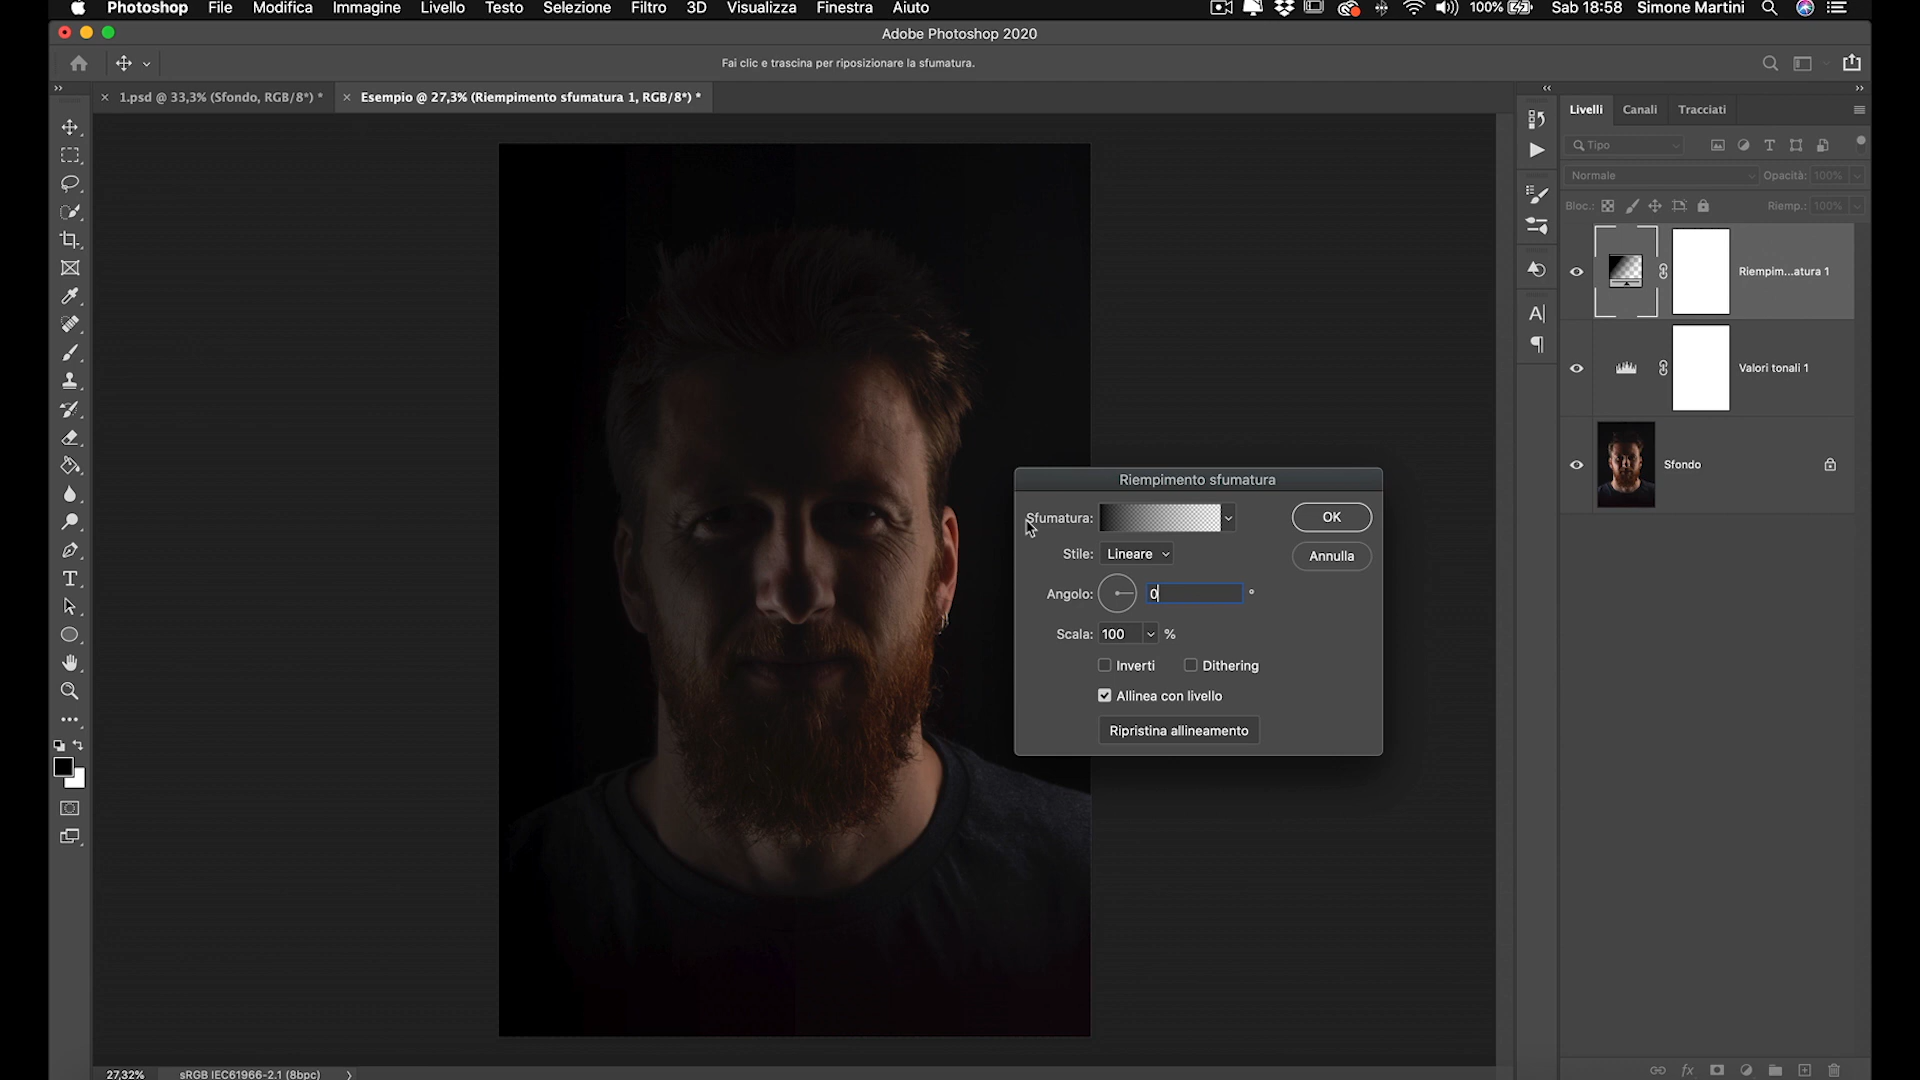 Photoshop File Modifica Immagine Livello Testo Selezione Filtro 3D Visualizza Finestra Aiuto 100% Sab 18:58 Simone Martini
Adobe Photoshop 2020
Fai clic e trascina per riposizionare la sfumatura.
1.psd @ 33,3% (Sfondo, RGB/8*) *
Esempio @ 27,3% (Riempimento sfumatura 1, RGB/8*) *
Livelli Canali Tracciati
Tipo
Normale Opacità: 100%
Bloc.: Riemp.: 100%
Riempim...atura 1
Valori tonali 1
Sfondo
Riempimento sfumatura
Sfumatura: OK
Stile: Lineare Annulla
Angolo: 0 °
Scala: 100 %
Inverti Dithering
Allinea con livello
Ripristina allineamento
27,32% sRGB IEC61966-2.1 (8bpc)